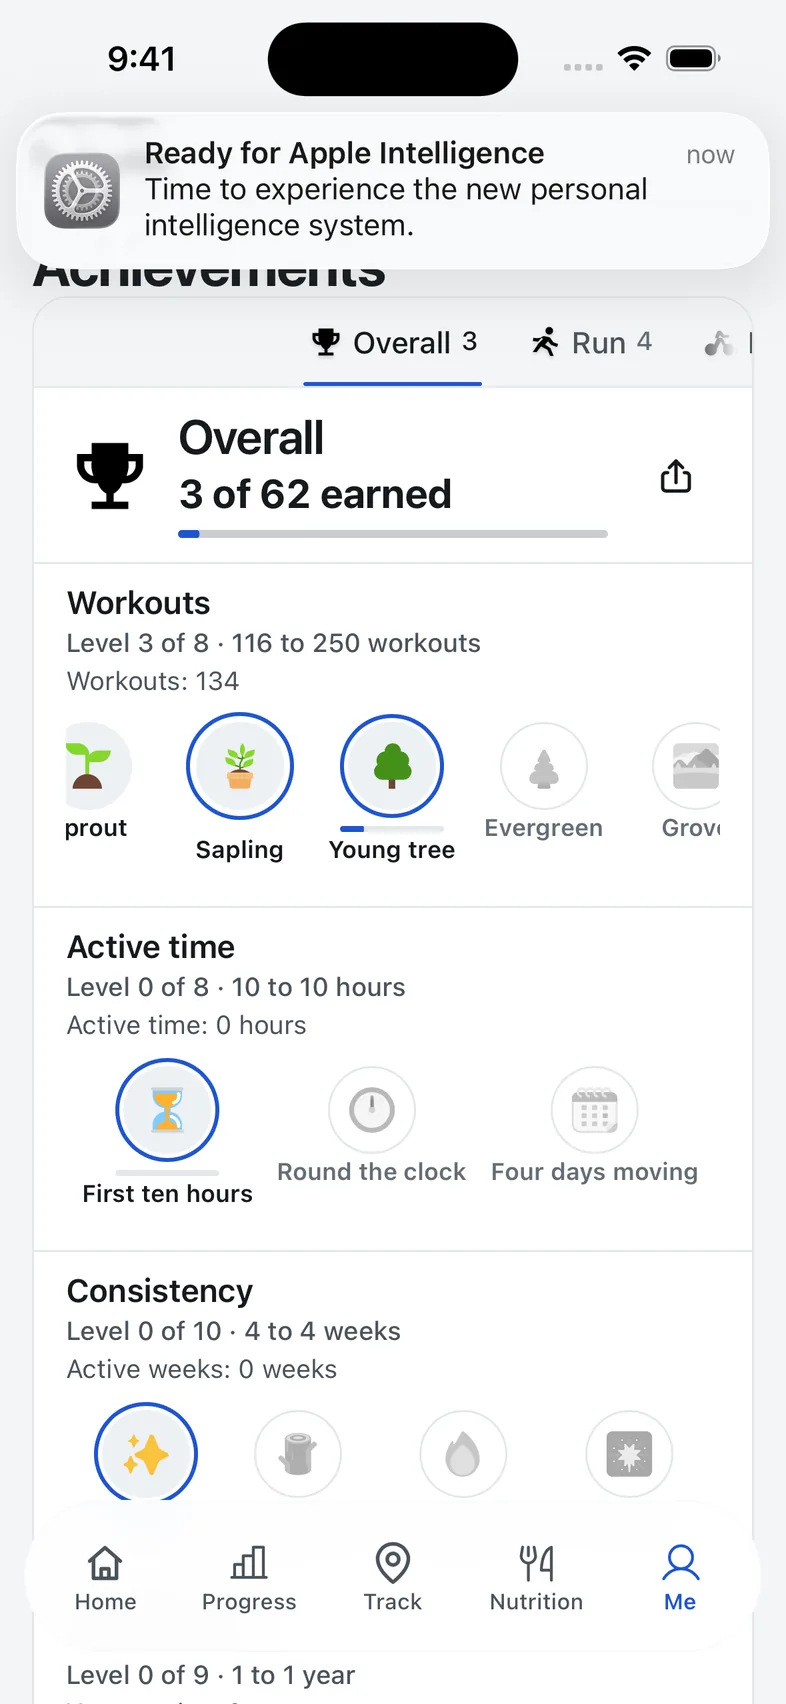 9:41
Ready for Apple Intelligence
now
Time to experience the new personal
intelligence system.
Achievements
Overall 3
Run 4
Overall
3 of 62 earned
Workouts
Level 3 of 8 · 116 to 250 workouts
Workouts: 134
prout
Sapling
Young tree
Evergreen
Grove
Active time
Level 0 of 8 · 10 to 10 hours
Active time: 0 hours
First ten hours
Round the clock
Four days moving
Consistency
Level 0 of 10 · 4 to 4 weeks
Active weeks: 0 weeks
Home
Progress
Track
Nutrition
Me
Level 0 of 9 · 1 to 1 year